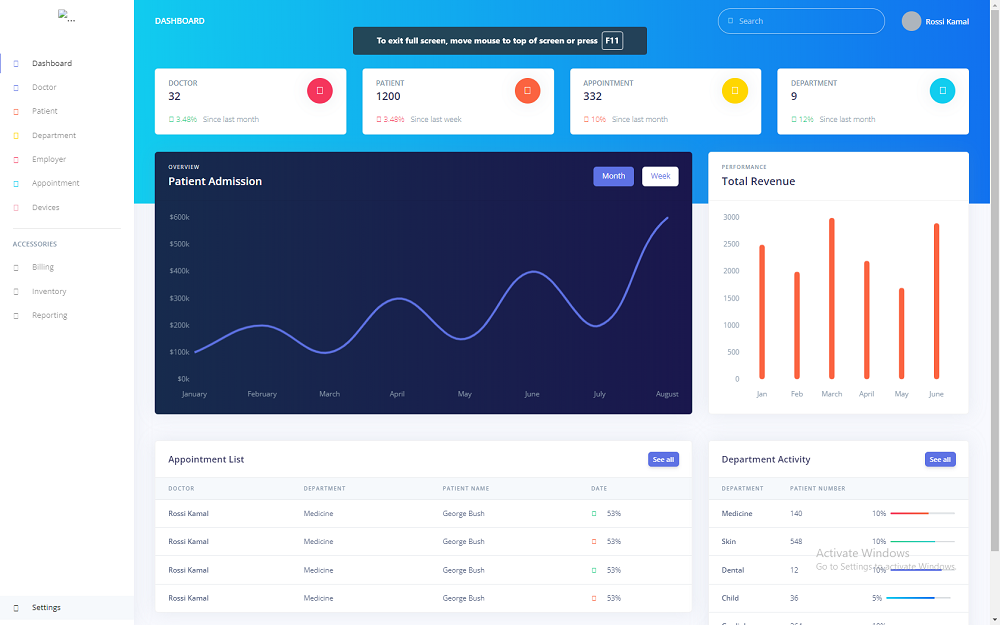 ...
DASHBOARD
Search
Rossi Kamal
To exit full screen, move mouse to top of screen or press F11
Dashboard
Doctor
Patient
Department
Employer
Appointment
Devices
ACCESSORIES
Billing
Inventory
Reporting
Settings
DOCTOR
32
3.48% Since last month
PATIENT
1200
3.48% Since last week
APPOINTMENT
332
10% Since last month
DEPARTMENT
9
12% Since last month
OVERVIEW
Patient Admission
Month Week
$600k
$500k
$400k
$300k
$200k
$100k
$0k
January February March April May June July August
PERFORMANCE
Total Revenue
3000
2500
2000
1500
1000
500
0
Jan Feb March April May June
Appointment List See all
DOCTOR DEPARTMENT PATIENT NAME DATE
Rossi Kamal Medicine George Bush 53%
Rossi Kamal Medicine George Bush 53%
Rossi Kamal Medicine George Bush 53%
Rossi Kamal Medicine George Bush 53%
Department Activity See all
DEPARTMENT PATIENT NUMBER
Medicine 140 10%
Skin 548 10%
Dental 12 10%
Child 36 5%
Activate Windows
Go to Settings to activate Windows.